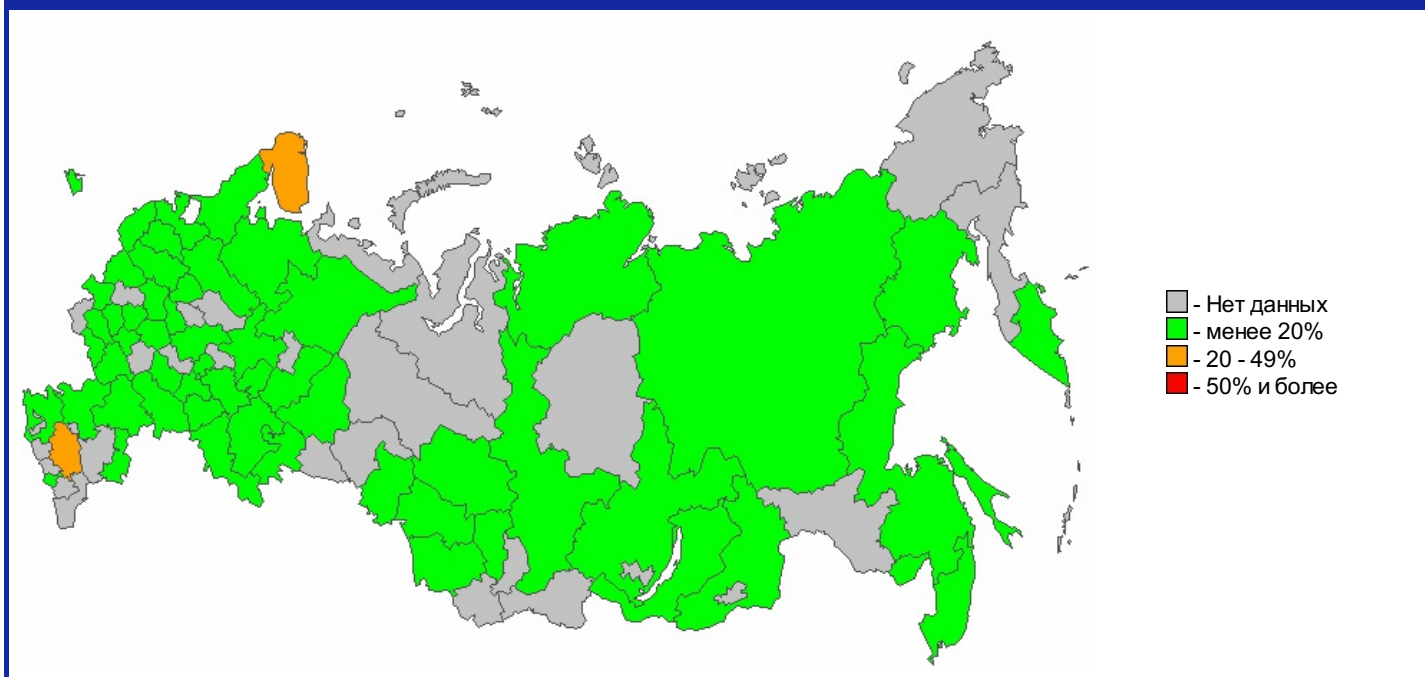 - Нет данных
- менее 20%
- 20 - 49%
- 50% и более